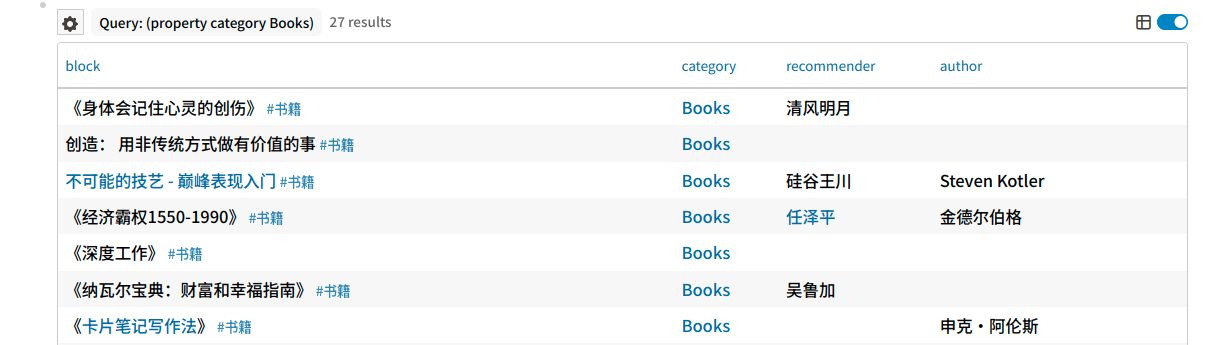 Query: (property category Books) 27 results
block category recommender author
《身体会记住心灵的创伤》 #书籍 Books 清风明月
创造： 用非传统方式做有价值的事 #书籍 Books
不可能的技艺 - 巅峰表现入门 #书籍 Books 硅谷王川 Steven Kotler
《经济霸权1550-1990》 #书籍 Books 任泽平 金德尔伯格
《深度工作》 #书籍 Books
《纳瓦尔宝典：财富和幸福指南》 #书籍 Books 吴鲁加
《卡片笔记写作法》 #书籍 Books 申克·阿伦斯